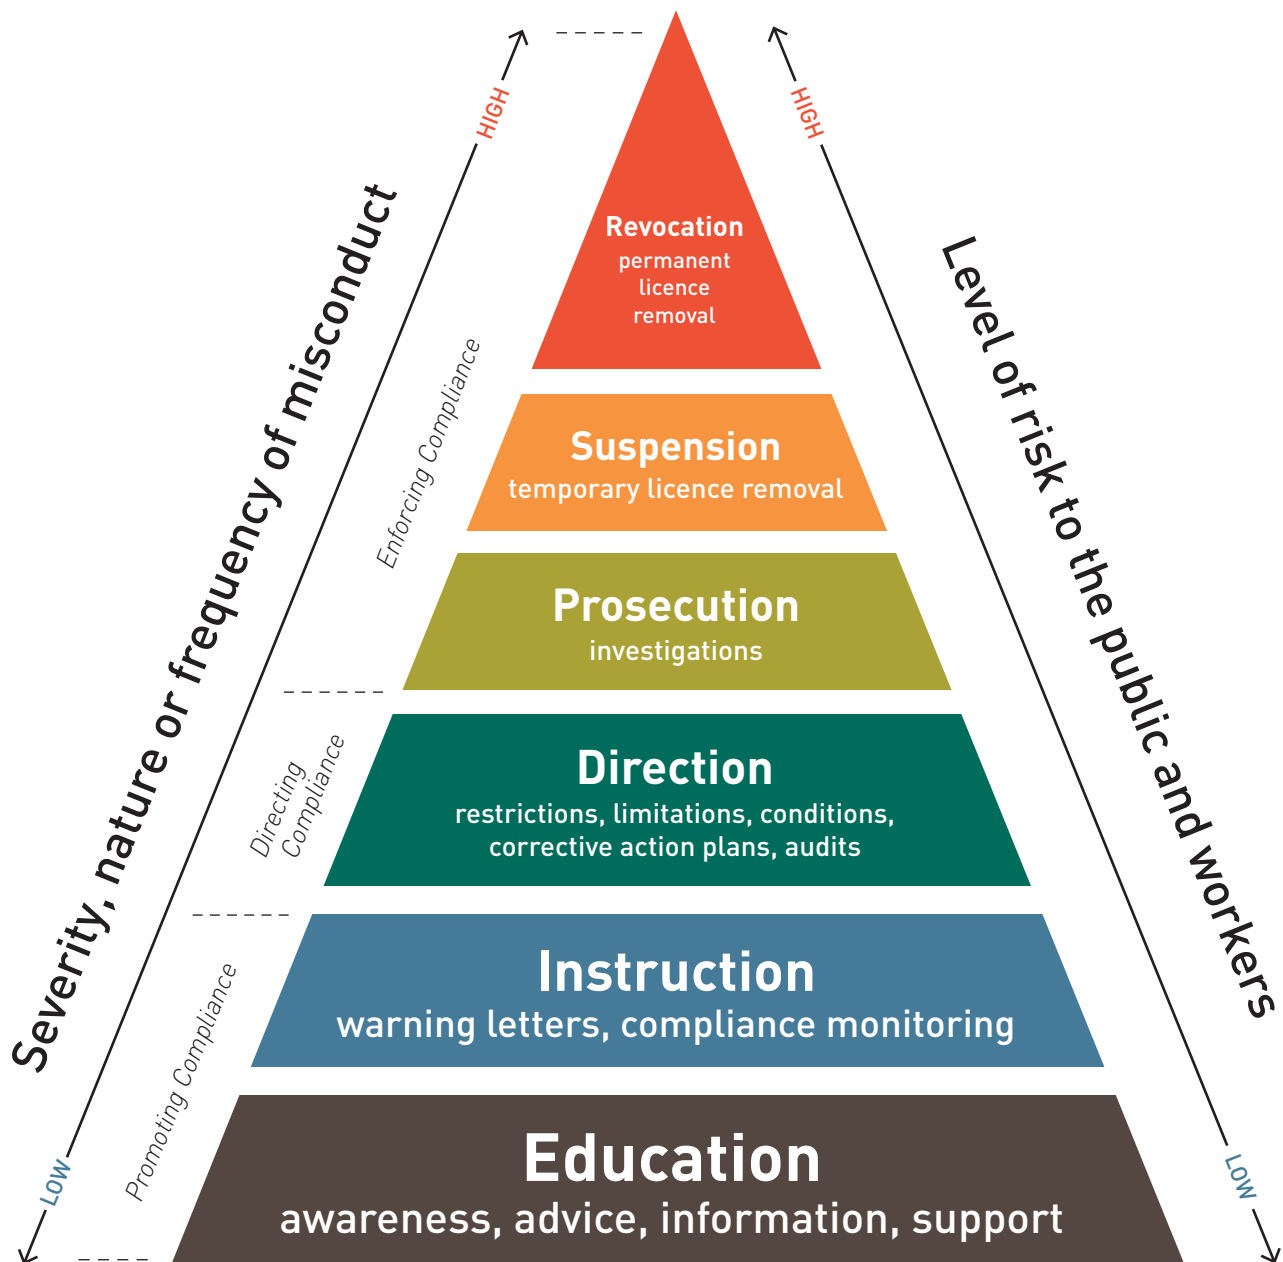 HIGH
HIGH
Severity, nature or frequency of misconduct
Level of risk to the public and workers
Revocation
permanent
licence
removal
Enforcing Compliance
Suspension
temporary licence removal
Prosecution
investigations
Directing
Compliance
Direction
restrictions, limitations, conditions,
corrective action plans, audits
Promoting Compliance
Instruction
warning letters, compliance monitoring
Education
awareness, advice, information, support
LOW
LOW